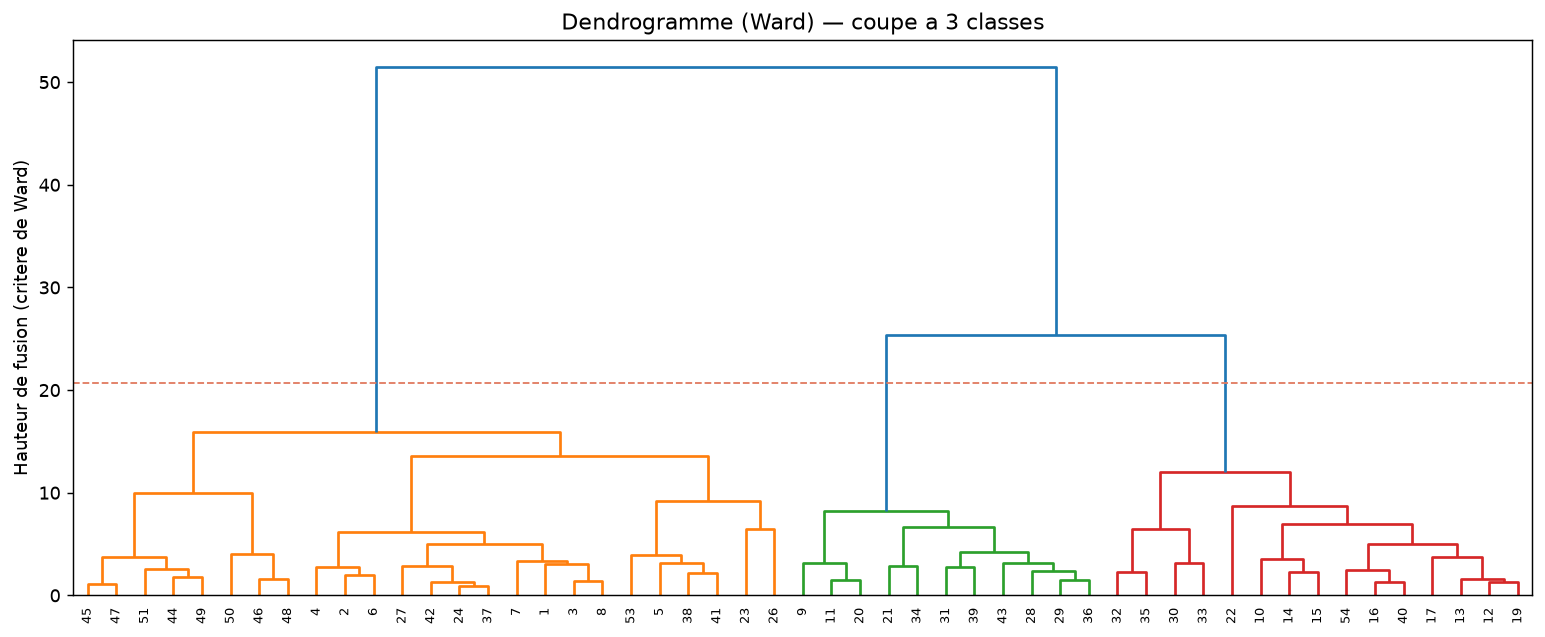 Dendrogramme (Ward) — coupe a 3 classes
Hauteur de fusion (critere de Ward)
50
40
30
20
10
0
45 47 51 44 49 50 46 48 4 2 6 27 42 24 37 7 1 3 8 53 5 38 41 23 26 9 11 20 21 34 31 39 43 28 29 36 32 35 30 33 22 10 14 15 54 16 40 17 13 12 19